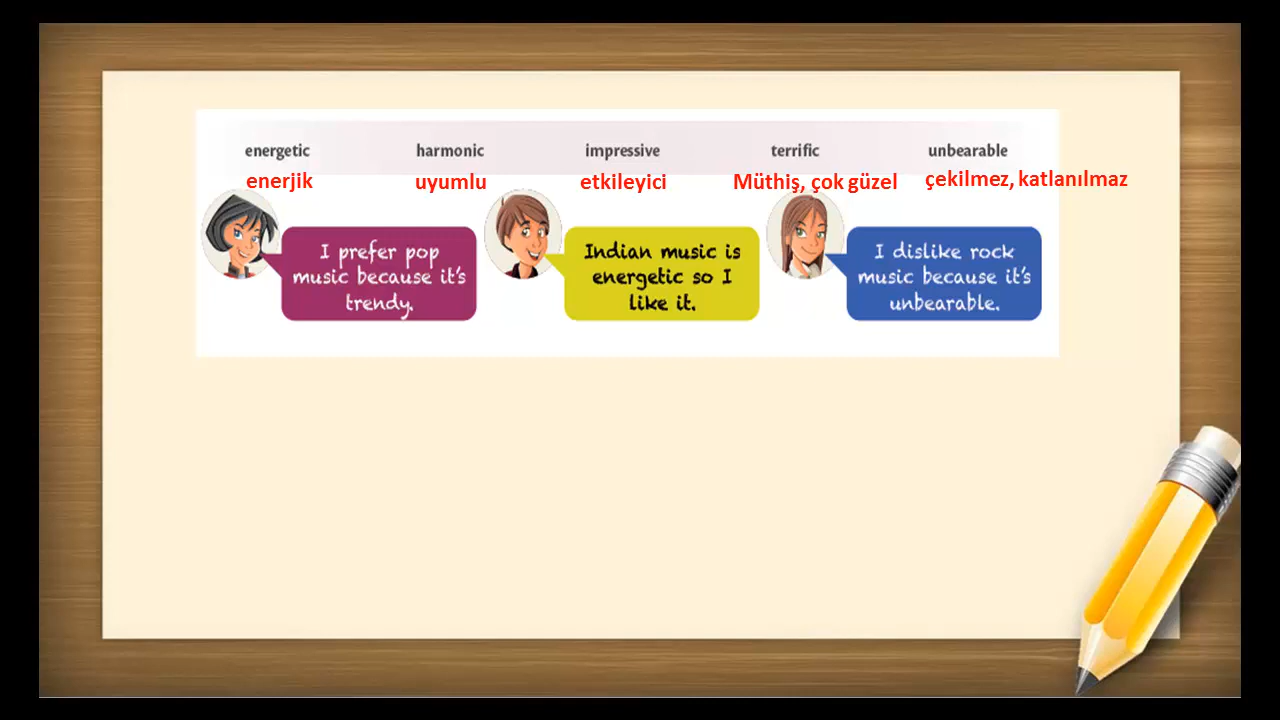 energetic harmonic impressive terrific unbearable
enerjik uyumlu etkileyici Müthiş, çok güzel çekilmez, katlanılmaz
I prefer pop
music because it's
trendy.
Indian music is
energetic so I
like it.
I dislike rock
music because it's
unbearable.